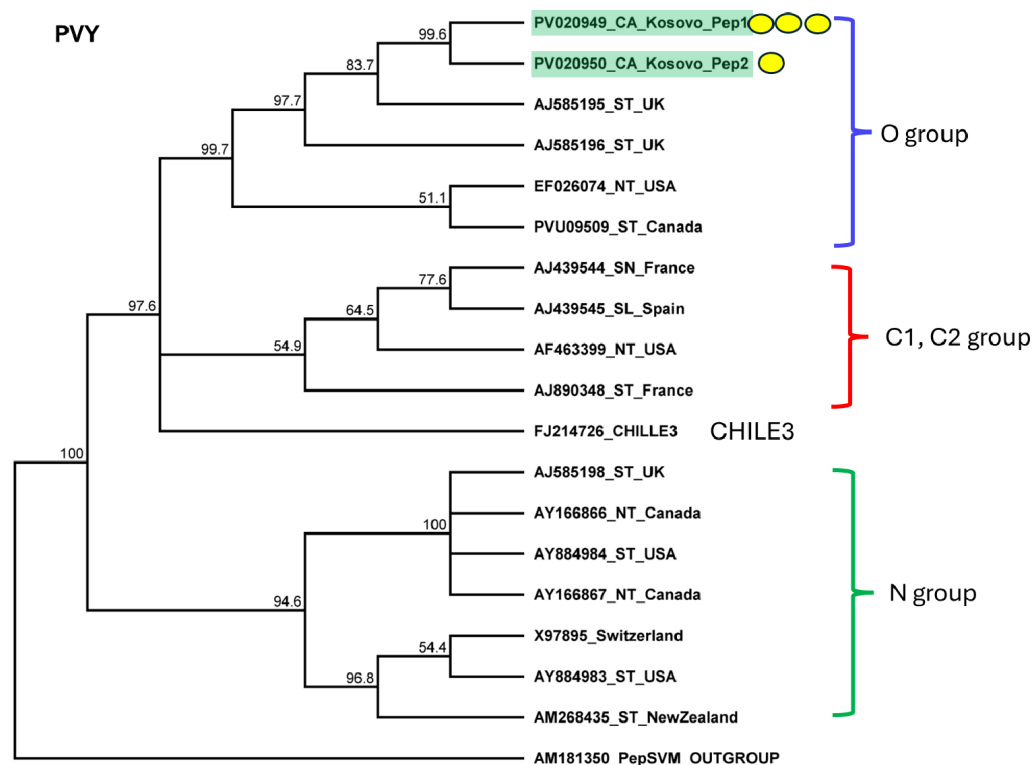 PVY
PV020949_CA_Kosovo_Pep1
99.6
PV020950_CA_Kosovo_Pep2
83.7
97.7
AJ585195_ST_UK
O group
AJ585196_ST_UK
99.7
EF026074_NT_USA
51.1
PVU09509_ST_Canada
AJ439544_SN_France
77.6
97.6
AJ439545_SL_Spain
64.5
C1, C2 group
AF463399_NT_USA
54.9
AJ890348_ST_France
FJ214726_CHILLE3 CHILE3
100
AJ585198_ST_UK
AY166866_NT_Canada
100
AY884984_ST_USA
AY166867_NT_Canada
N group
94.6
X97895_Switzerland
54.4
AY884983_ST_USA
96.8
AM268435_ST_NewZealand
AM181350_PepSVM_OUTGROUP